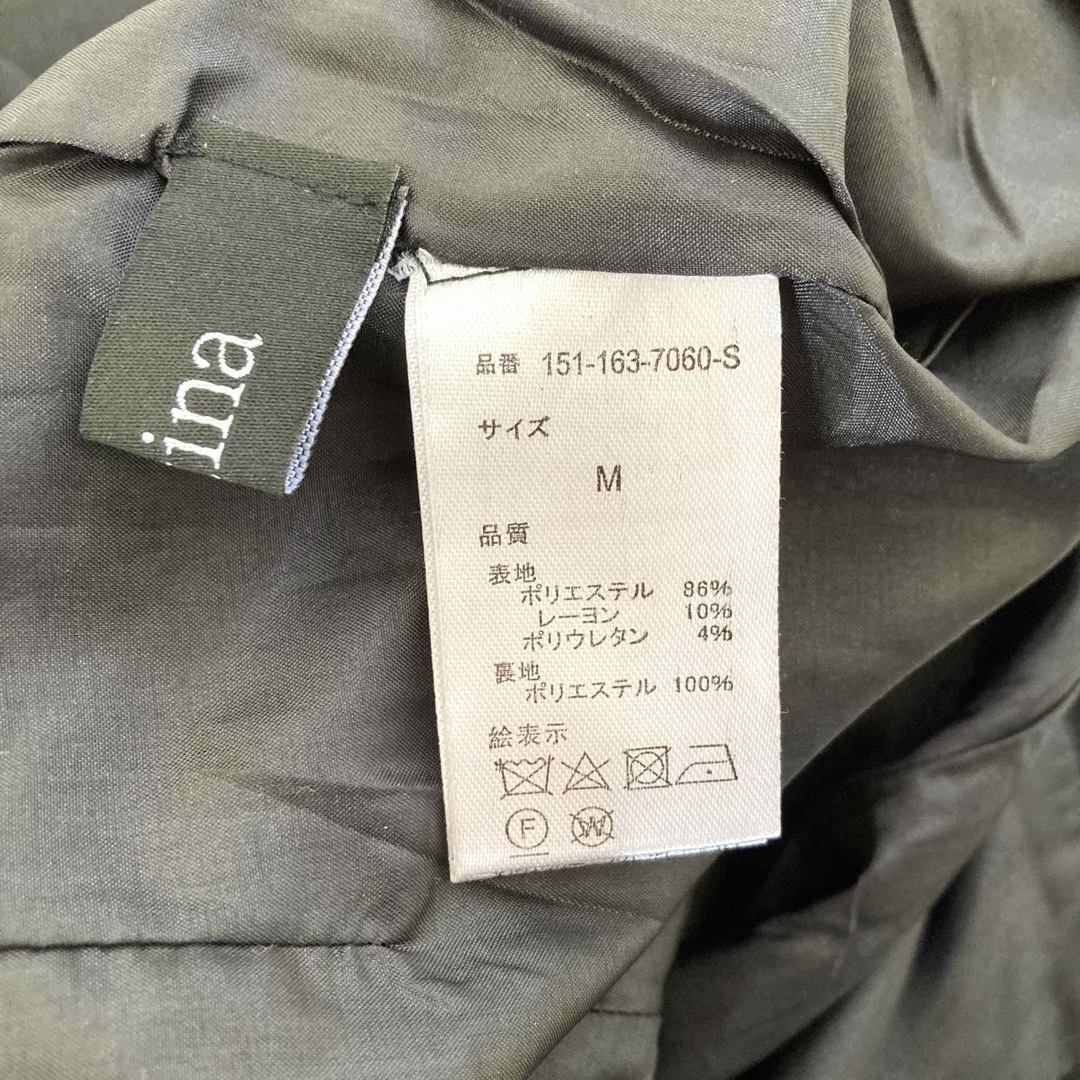 品番 151-163-7060-S
サイズ
M
品質
表地
ポリエステル 86%
レーヨン 10%
ポリウレタン 4%
裏地
ポリエステル 100%
絵表示
F
W